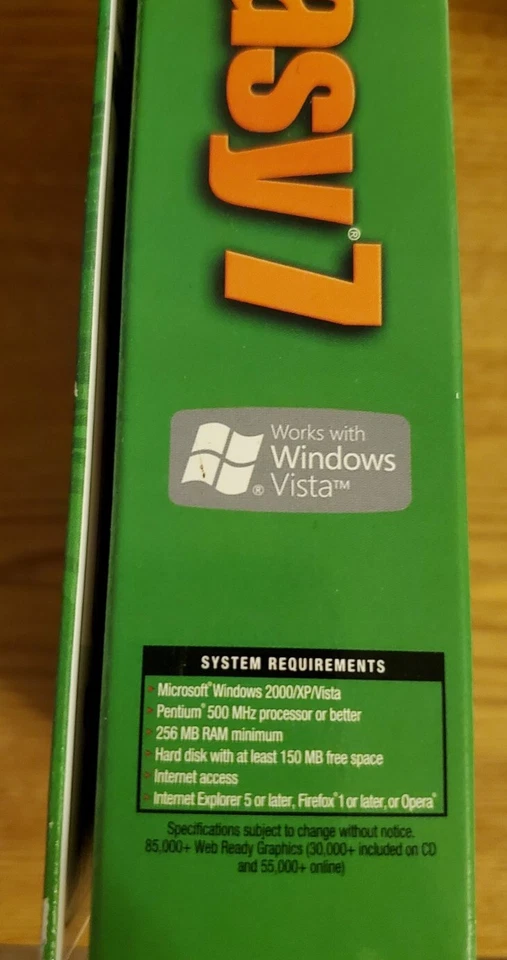 asy®7
Works with
Windows
® Vista™
SYSTEM REQUIREMENTS
> Microsoft® Windows 2000/XP/Vista
> Pentium® 500 MHz processor or better
> 256 MB RAM minimum
> Hard disk with at least 150 MB free space
> Internet access
> Internet Explorer 5 or later, Firefox® 1 or later, or Opera®
Specifications subject to change without notice.
85,000+ Web Ready Graphics (30,000+ included on CD
and 55,000+ online)